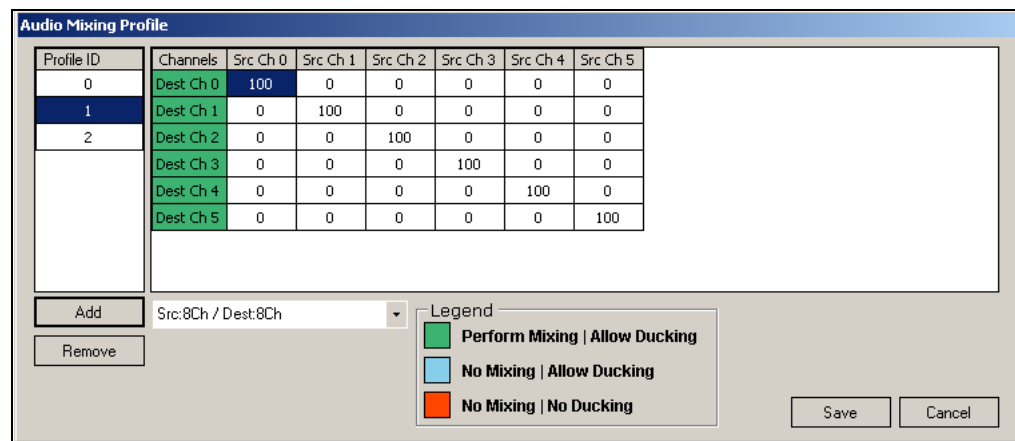 Audio Mixing Profile
Profile ID
0
1
2
Channels Src Ch 0 Src Ch 1 Src Ch 2 Src Ch 3 Src Ch 4 Src Ch 5
Dest Ch 0 100 0 0 0 0 0
Dest Ch 1 0 100 0 0 0 0
Dest Ch 2 0 0 100 0 0 0
Dest Ch 3 0 0 0 100 0 0
Dest Ch 4 0 0 0 0 100 0
Dest Ch 5 0 0 0 0 0 100
Add
Remove
Src:8Ch / Dest:8Ch
Legend
Perform Mixing | Allow Ducking
No Mixing | Allow Ducking
No Mixing | No Ducking
Save
Cancel